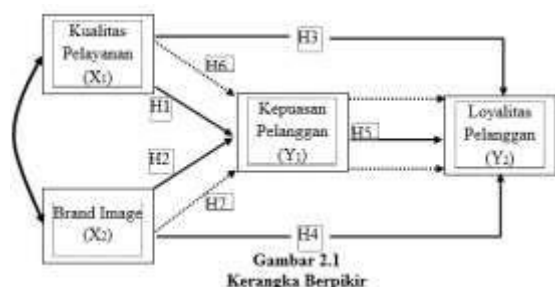 Kualitas
Pelayanan
(X1)
H3
H6
H1
Kepuasan
Pelanggan
(Y1)
H5
Loyalitas
Pelanggan
(Y2)
H2
H7
Brand Image
(X2)
H4
Gambar 2.1
Kerangka Berpikir